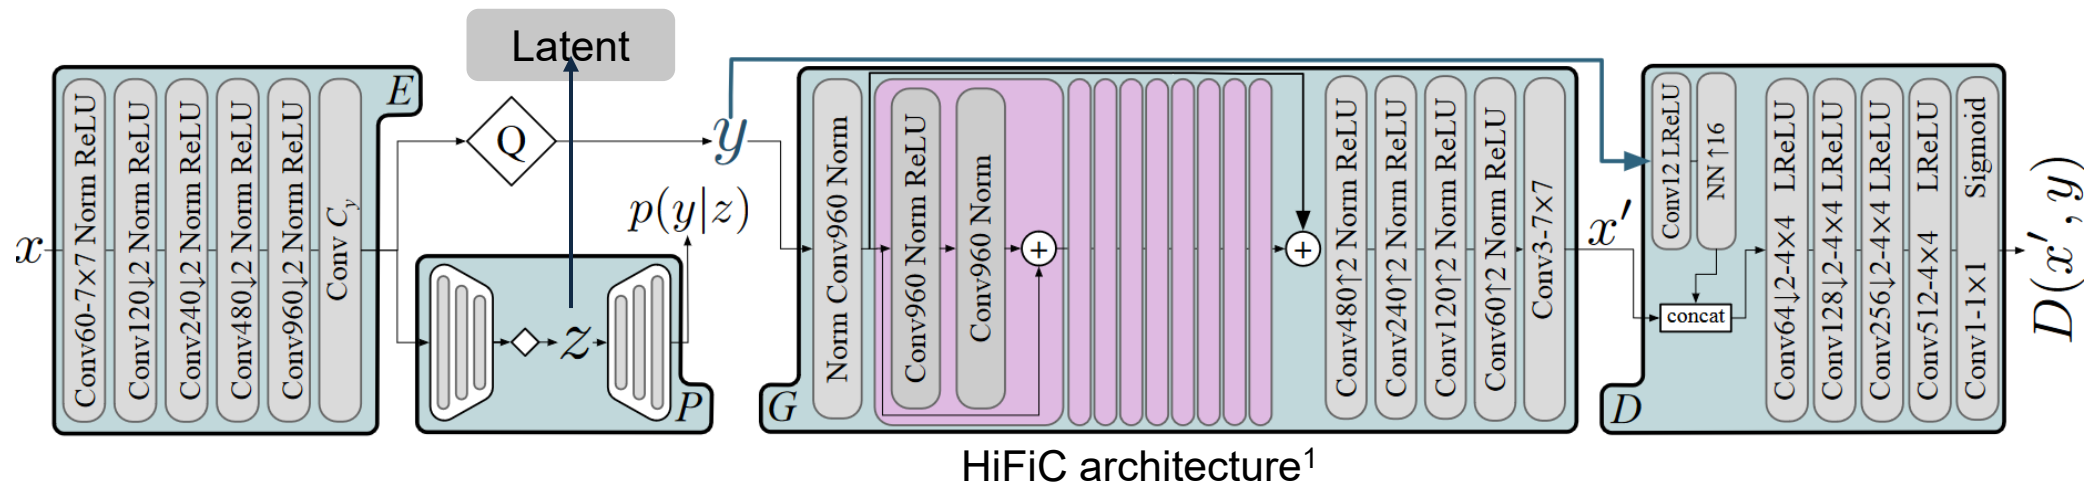 Latent
x
Conv60-7×7 Norm ReLU
Conv120↓2 Norm ReLU
Conv240↓2 Norm ReLU
Conv480↓2 Norm ReLU
Conv960↓2 Norm ReLU
Conv Cy
E
Q
y
p(y|z)
z
P
G
Norm Conv960 Norm
Conv960 Norm ReLU
Conv960 Norm
+
+
Conv480↑2 Norm ReLU
Conv240↑2 Norm ReLU
Conv120↑2 Norm ReLU
Conv60↑2 Norm ReLU
Conv3-7×7
x′
D
Conv12 LReLU
NN ↑16
concat
Conv64↓2-4×4 LReLU
Conv128↓2-4×4 LReLU
Conv256↓2-4×4 LReLU
Conv512-4×4 LReLU
Conv1-1×1 Sigmoid
D(x′, y)
HiFiC architecture¹